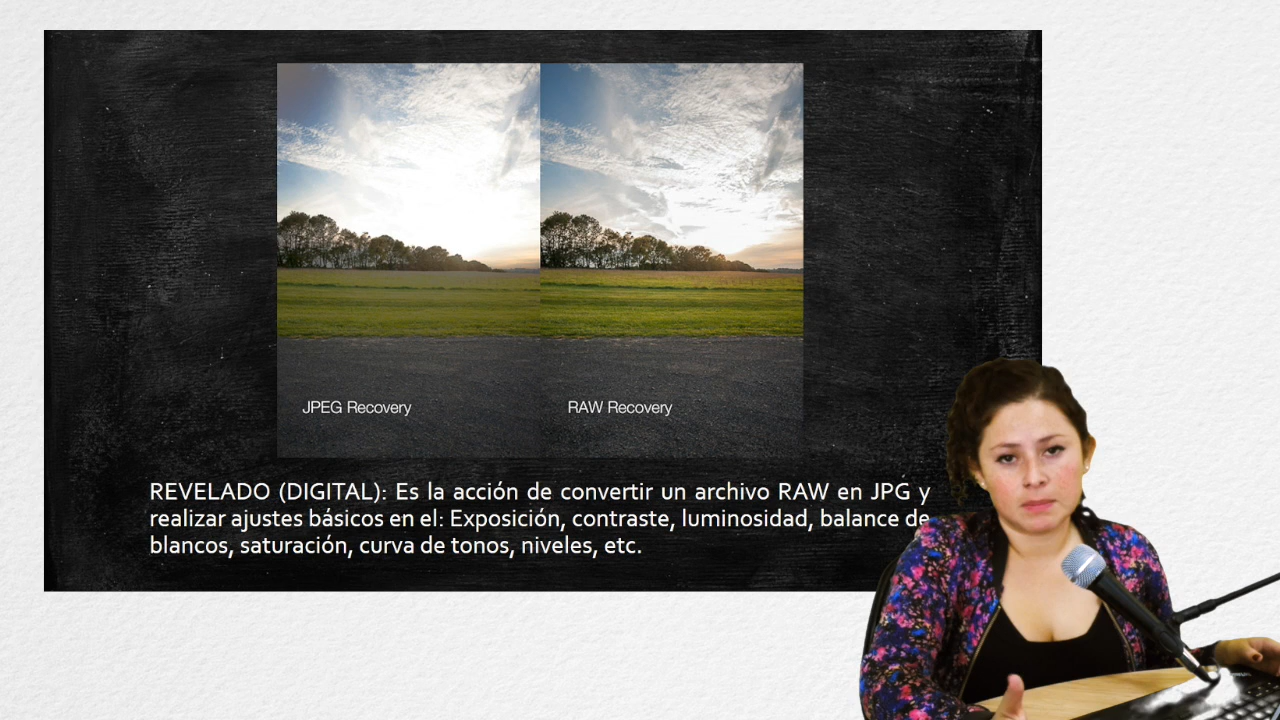 JPEG Recovery
RAW Recovery
REVELADO (DIGITAL): Es la acción de convertir un archivo RAW en JPG y
realizar ajustes básicos en el: Exposición, contraste, luminosidad, balance de
blancos, saturación, curva de tonos, niveles, etc.